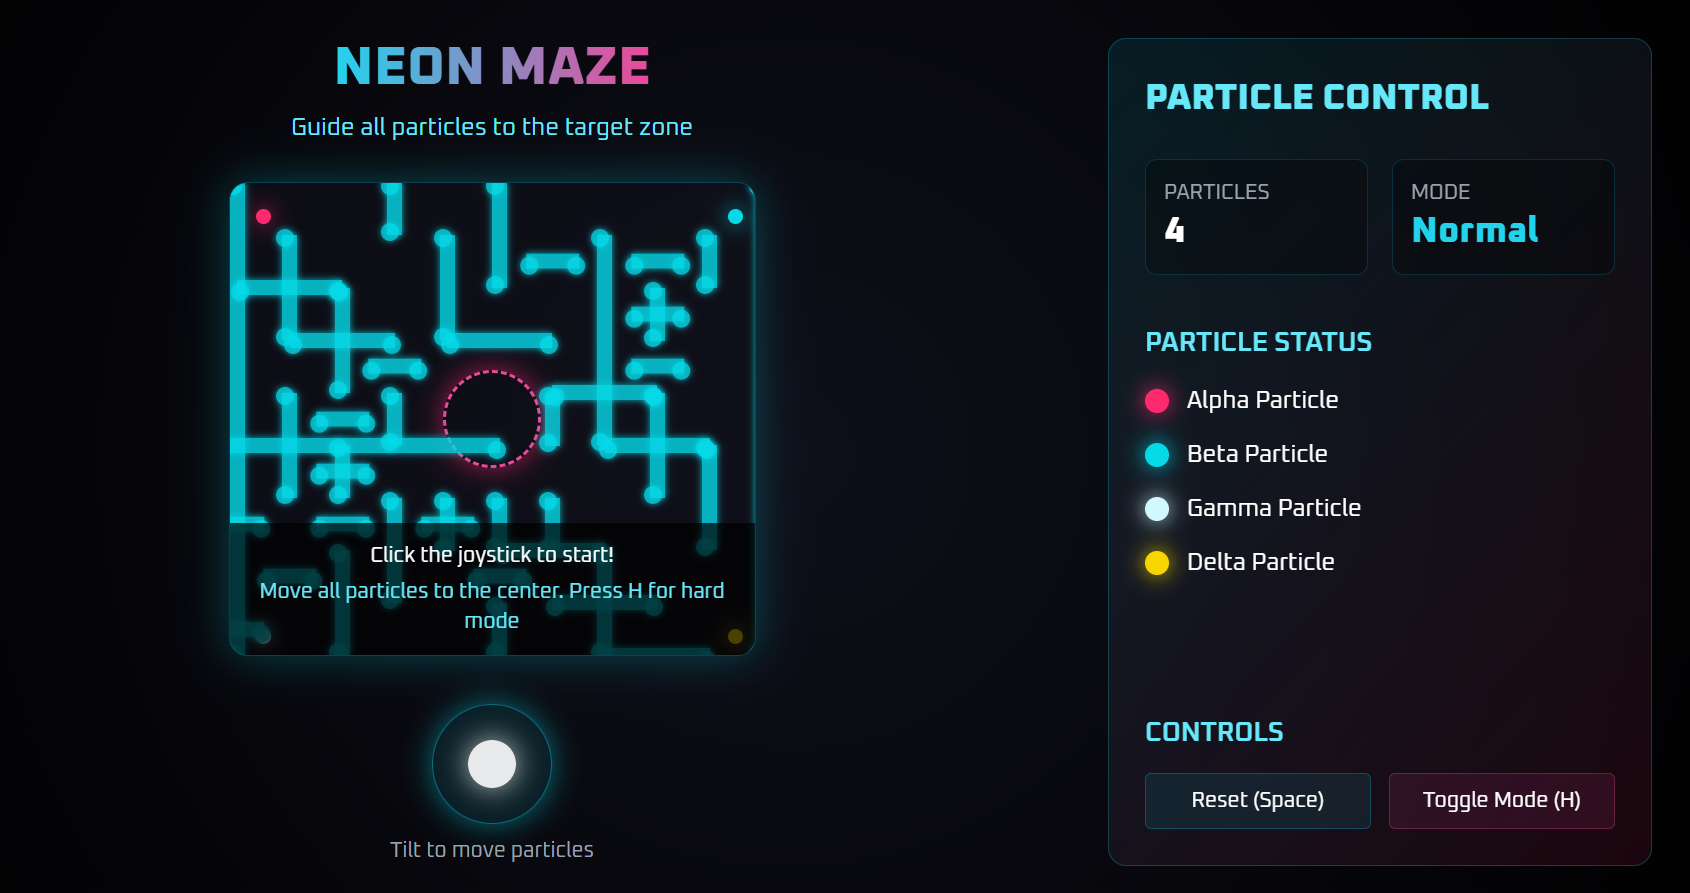 NEON MAZE
Guide all particles to the target zone
Click the joystick to start!
Move all particles to the center. Press H for hard
mode
Tilt to move particles
PARTICLE CONTROL
PARTICLES
4
MODE
Normal
PARTICLE STATUS
Alpha Particle
Beta Particle
Gamma Particle
Delta Particle
CONTROLS
Reset (Space)
Toggle Mode (H)